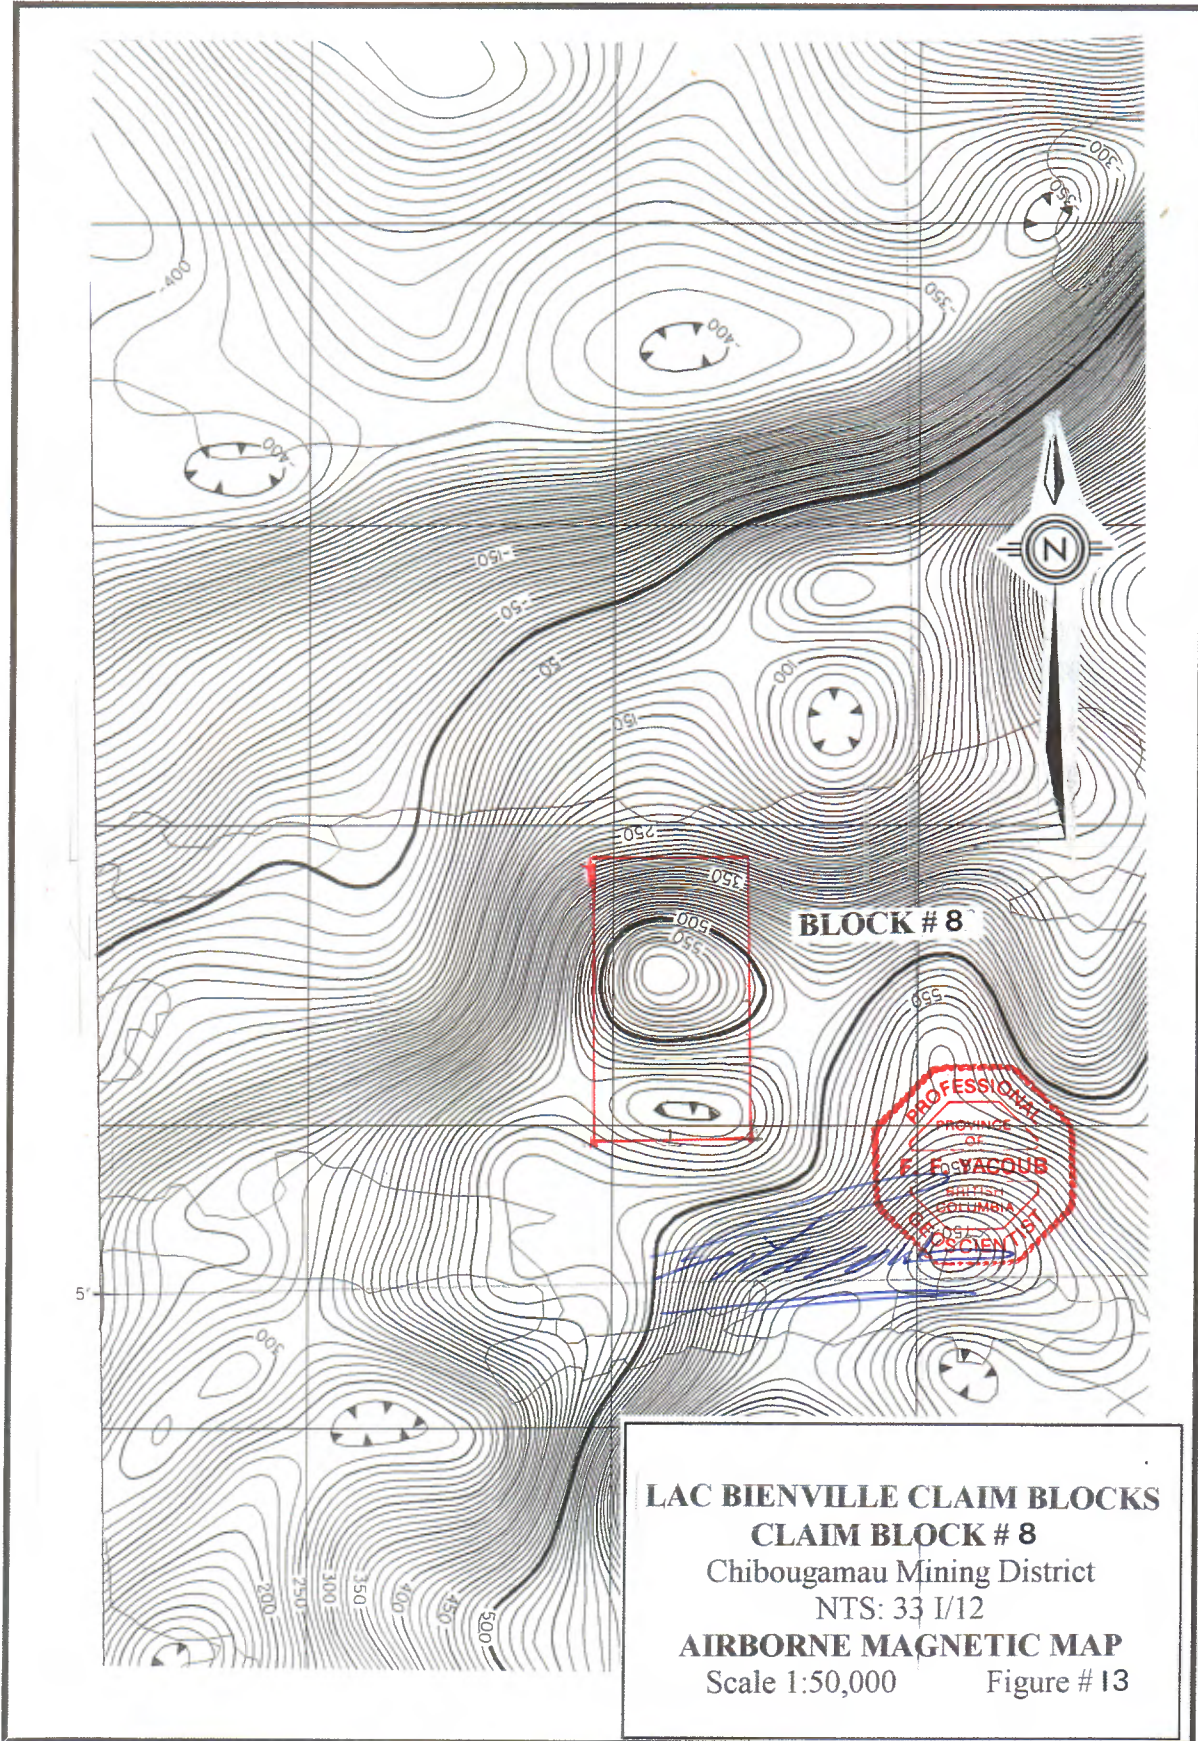 -300
-350
-400
-350
-400
-400
-150
-50
50
100
150
250
350
500
550
BLOCK # 8
550
N
PROFESSIONAL
PROVINCE
OF
F. F. YACOUB
BRITISH
COLUMBIA
GEOSCIENTIST
5'
300
200
250
300
350
400
450
500
LAC BIENVILLE CLAIM BLOCKS
CLAIM BLOCK # 8
Chibougamau Mining District
NTS: 33 I/12
AIRBORNE MAGNETIC MAP
Scale 1:50,000 Figure # 13